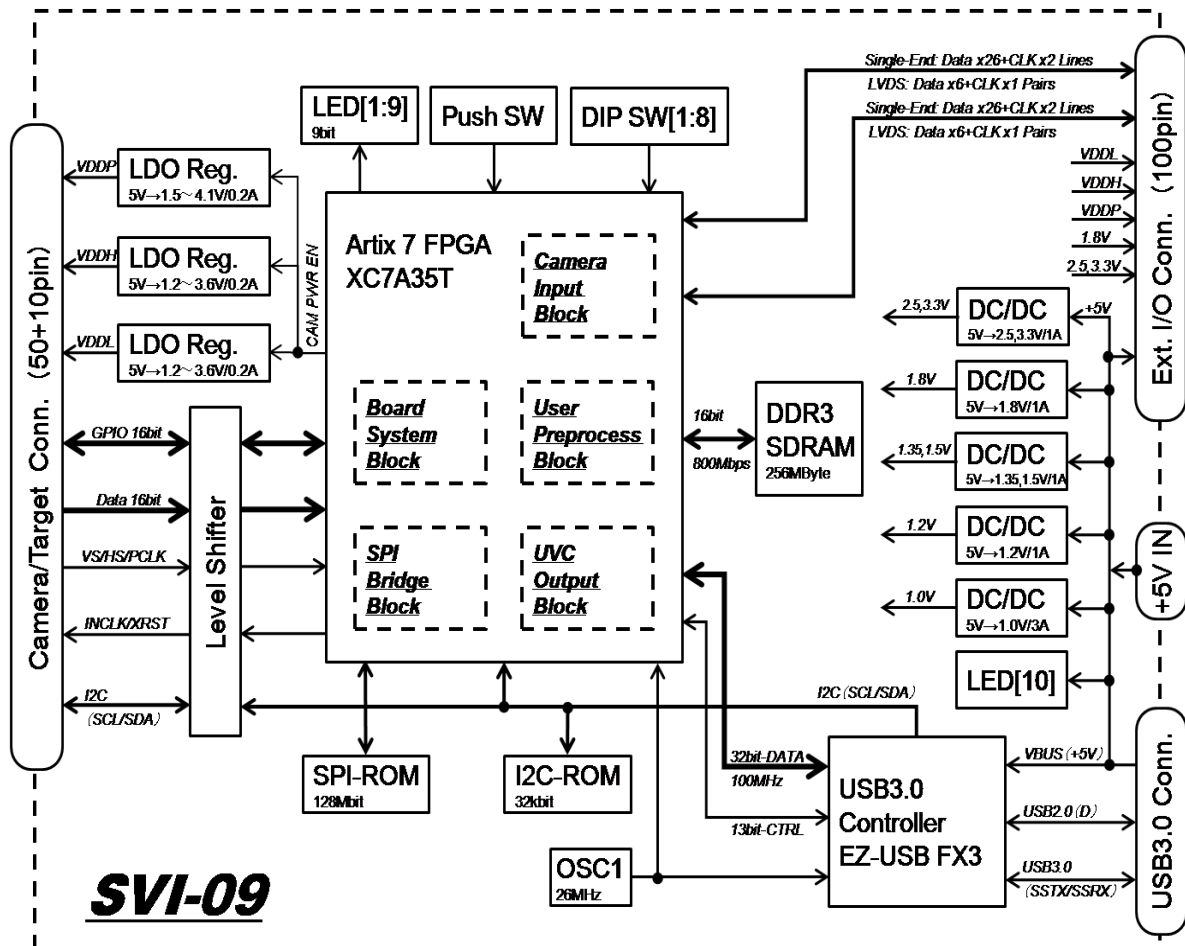 Single-End: Data x26+CLK x2 Lines
LVDS: Data x6+CLK x1 Pairs
Single-End: Data x26+CLK x2 Lines
LVDS: Data x6+CLK x1 Pairs
LED[1:9]
9bit
Push SW
DIP SW[1:8]
Camera/Target Conn. (50+10pin)
VDDP
LDO Reg.
5V→1.5～4.1V/0.2A
VDDH
LDO Reg.
5V→1.2～3.6V/0.2A
VDDL
LDO Reg.
5V→1.2～3.6V/0.2A
CAM PWR EN
Artix 7 FPGA
XC7A35T
Camera
Input
Block
Board
System
Block
User
Preprocess
Block
SPI
Bridge
Block
UVC
Output
Block
GPIO 16bit
Data 16bit
VS/HS/PCLK
INCLK/XRST
I2C
(SCL/SDA)
Level Shifter
16bit
800Mbps
DDR3
SDRAM
256MByte
Ext. I/O Conn. (100pin)
VDDL
VDDH
VDDP
1.8V
2.5,3.3V
2.5,3.3V
DC/DC
5V→2.5,3.3V/1A
+5V
1.8V
DC/DC
5V→1.8V/1A
1.35,1.5V
DC/DC
5V→1.35,1.5V/1A
1.2V
DC/DC
5V→1.2V/1A
1.0V
DC/DC
5V→1.0V/3A
+5V IN
LED[10]
I2C (SCL/SDA)
SPI-ROM
128Mbit
I2C-ROM
32kbit
32bit-DATA
100MHz
13bit-CTRL
OSC1
26MHz
USB3.0
Controller
EZ-USB FX3
VBUS (+5V)
USB2.0 (D)
USB3.0
(SSTX/SSRX)
USB3.0 Conn.
SVI-09